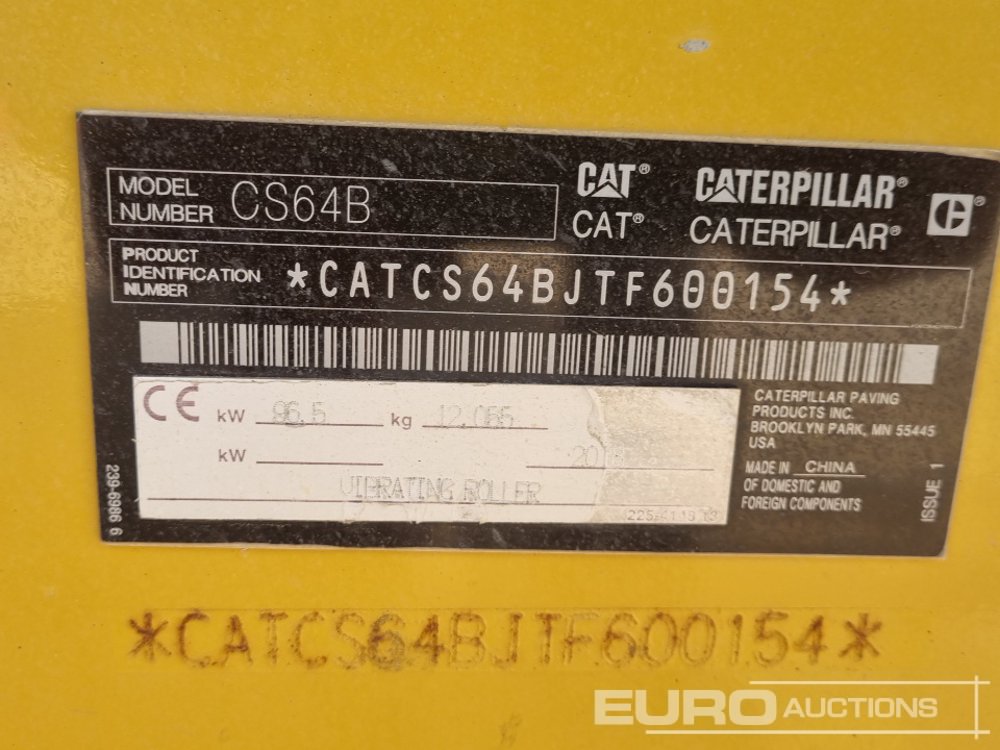 MODEL NUMBER CS64B
CAT® CATERPILLAR®
CAT® CATERPILLAR®
PRODUCT IDENTIFICATION NUMBER *CATCS64BJTF600154*
CE kW 96.5 kg 12,055
kW
VIBRATING ROLLER
239-6986 6
CATERPILLAR PAVING
PRODUCTS INC.
BROOKLYN PARK, MN 55445
USA
MADE IN CHINA
OF DOMESTIC AND
FOREIGN COMPONENTS
ISSUE 1
*CATCS64BJTF600154*
EURO AUCTIONS